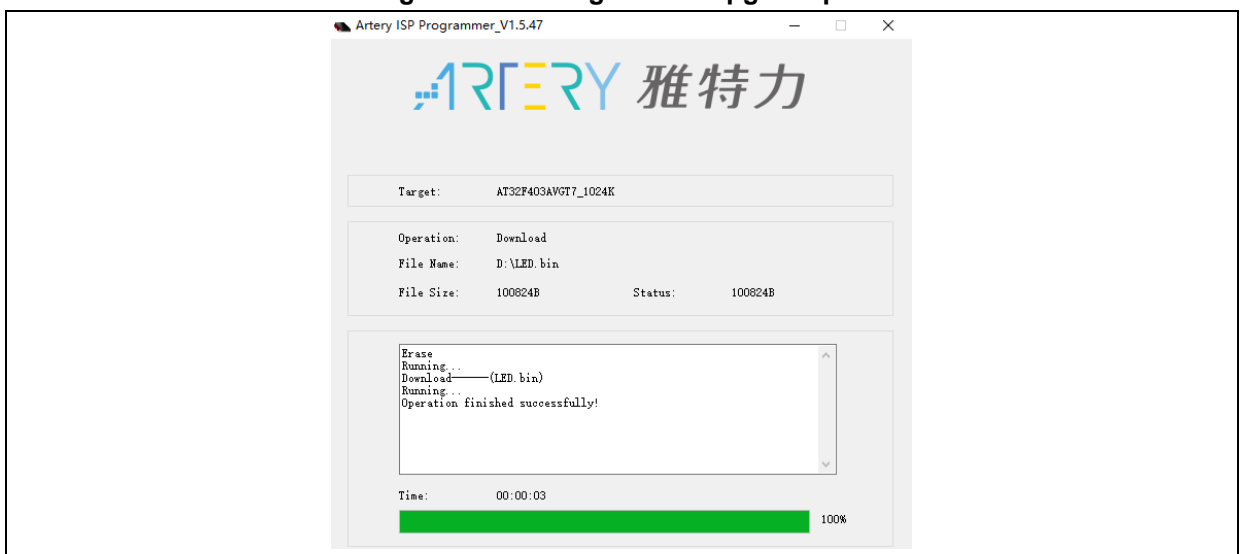 Artery ISP Programmer_V1.5.47
ARTERY 雅特力
Target: AT32F403AVGT7_1024K
Operation: Download
File Name: D:\LED.bin
File Size: 100824B Status: 100824B
Erase
Running...
Download———(LED.bin)
Running...
Operation finished successfully!
Time: 00:00:03
100%